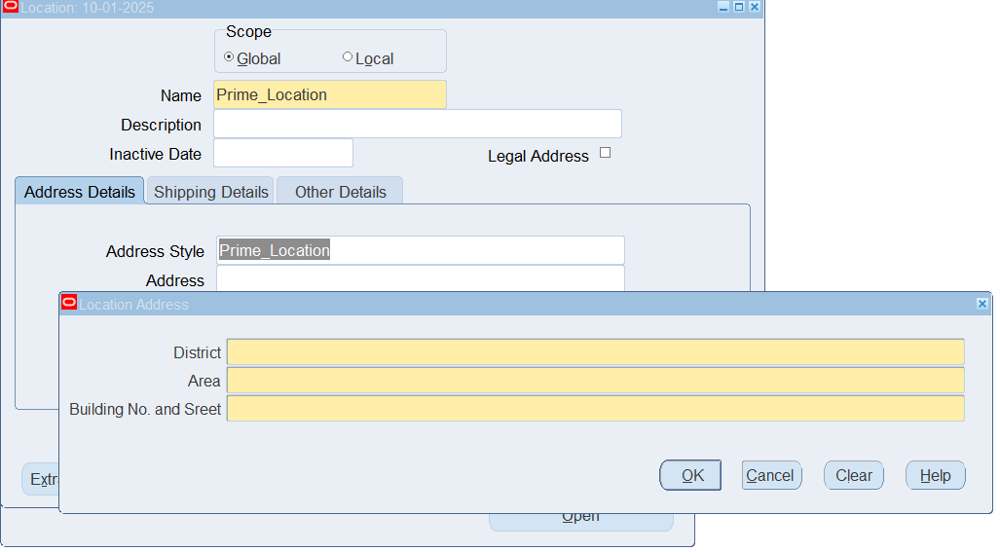 Location: 10-01-2025
Scope
Global
Local
Name Prime_Location
Description
Inactive Date
Legal Address
Address Details Shipping Details Other Details
Address Style Prime_Location
Address
Location Address
District
Area
Building No. and Sreet
Extra
OK Cancel Clear Help
Open